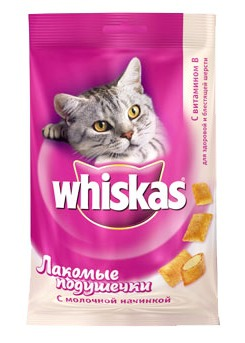 whiskas
Лакомые
подушечки
С молочной начинкой
С витамином В
для здоровой и блестящей шерсти